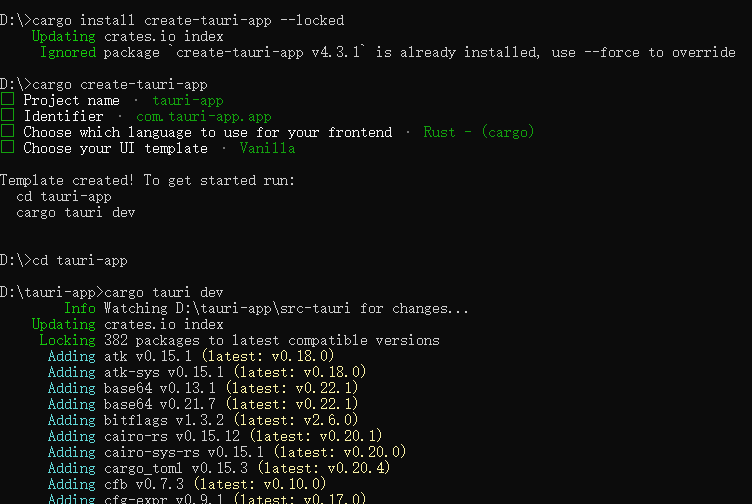 D:\>cargo install create-tauri-app --locked
Updating crates.io index
Ignored package `create-tauri-app v4.3.1` is already installed, use --force to override
D:\>cargo create-tauri-app
□ Project name · tauri-app
□ Identifier · com.tauri-app.app
□ Choose which language to use for your frontend · Rust - (cargo)
□ Choose your UI template · Vanilla
Template created! To get started run:
cd tauri-app
cargo tauri dev
D:\>cd tauri-app
D:\tauri-app>cargo tauri dev
Info Watching D:\tauri-app\src-tauri for changes...
Updating crates.io index
Locking 382 packages to latest compatible versions
Adding atk v0.15.1 (latest: v0.18.0)
Adding atk-sys v0.15.1 (latest: v0.18.0)
Adding base64 v0.13.1 (latest: v0.22.1)
Adding base64 v0.21.7 (latest: v0.22.1)
Adding bitflags v1.3.2 (latest: v2.6.0)
Adding cairo-rs v0.15.12 (latest: v0.20.1)
Adding cairo-sys-rs v0.15.1 (latest: v0.20.0)
Adding cargo_toml v0.15.3 (latest: v0.20.4)
Adding cfb v0.7.3 (latest: v0.10.0)
Adding cfg-expr v0.9.1 (latest: v0.17.0)